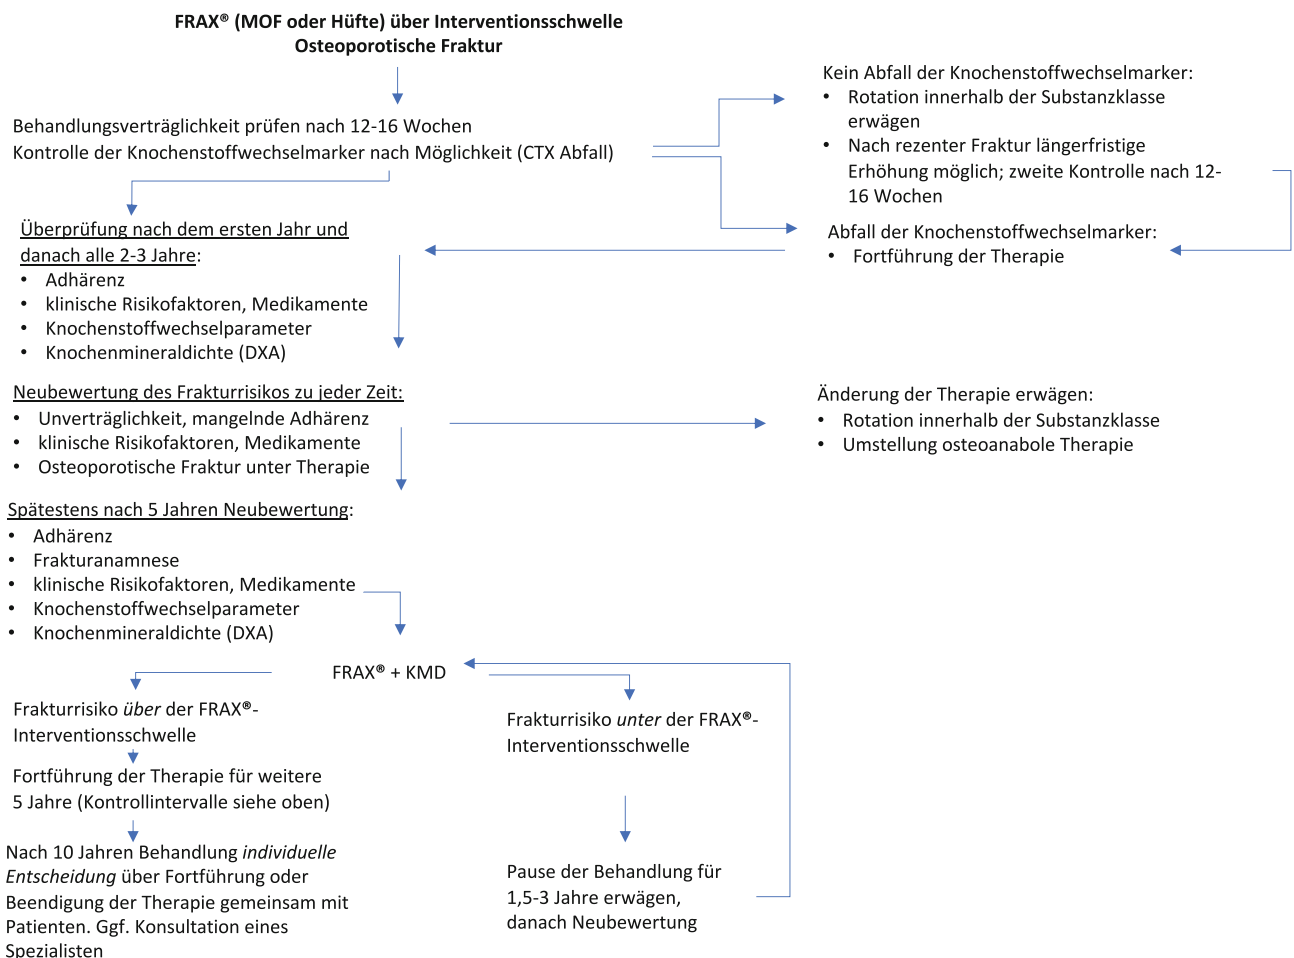 FRAX® (MOF oder Hüfte) über Interventionsschwelle
Osteoporotische Fraktur
Behandlungsverträglichkeit prüfen nach 12-16 Wochen
Kontrolle der Knochenstoffwechselmarker nach Möglichkeit (CTX Abfall)
Kein Abfall der Knochenstoffwechselmarker:
• Rotation innerhalb der Substanzklasse
erwägen
• Nach rezenter Fraktur längerfristige
Erhöhung möglich; zweite Kontrolle nach 12-
16 Wochen
Abfall der Knochenstoffwechselmarker:
• Fortführung der Therapie
Überprüfung nach dem ersten Jahr und
danach alle 2-3 Jahre:
• Adhärenz
• klinische Risikofaktoren, Medikamente
• Knochenstoffwechselparameter
• Knochenmineraldichte (DXA)
Neubewertung des Frakturrisikos zu jeder Zeit:
• Unverträglichkeit, mangelnde Adhärenz
• klinische Risikofaktoren, Medikamente
• Osteoporotische Fraktur unter Therapie
Änderung der Therapie erwägen:
• Rotation innerhalb der Substanzklasse
• Umstellung osteoanabole Therapie
Spätestens nach 5 Jahren Neubewertung:
• Adhärenz
• Frakturanamnese
• klinische Risikofaktoren, Medikamente
• Knochenstoffwechselparameter
• Knochenmineraldichte (DXA)
FRAX® + KMD
Frakturrisiko über der FRAX®-
Interventionsschwelle
Fortführung der Therapie für weitere
5 Jahre (Kontrollintervalle siehe oben)
Nach 10 Jahren Behandlung individuelle
Entscheidung über Fortführung oder
Beendigung der Therapie gemeinsam mit
Patienten. Ggf. Konsultation eines
Spezialisten
Frakturrisiko unter der FRAX®-
Interventionsschwelle
Pause der Behandlung für
1,5-3 Jahre erwägen,
danach Neubewertung